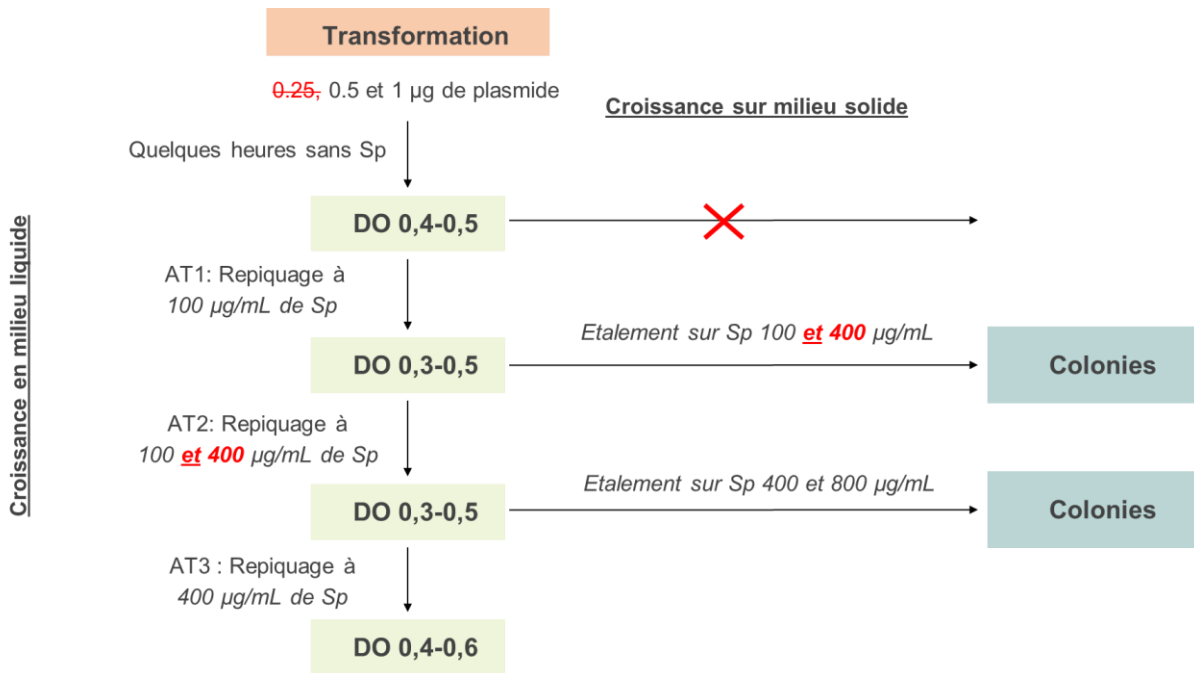 Transformation
0.25, 0.5 et 1 µg de plasmide
Croissance sur milieu solide
Quelques heures sans Sp
DO 0,4-0,5
AT1: Repiquage à
100 µg/mL de Sp
Etalement sur Sp 100 et 400 µg/mL
DO 0,3-0,5
Colonies
AT2: Repiquage à
100 et 400 µg/mL de Sp
Etalement sur Sp 400 et 800 µg/mL
DO 0,3-0,5
Colonies
AT3 : Repiquage à
400 µg/mL de Sp
DO 0,4-0,6
Croissance en milieu liquide